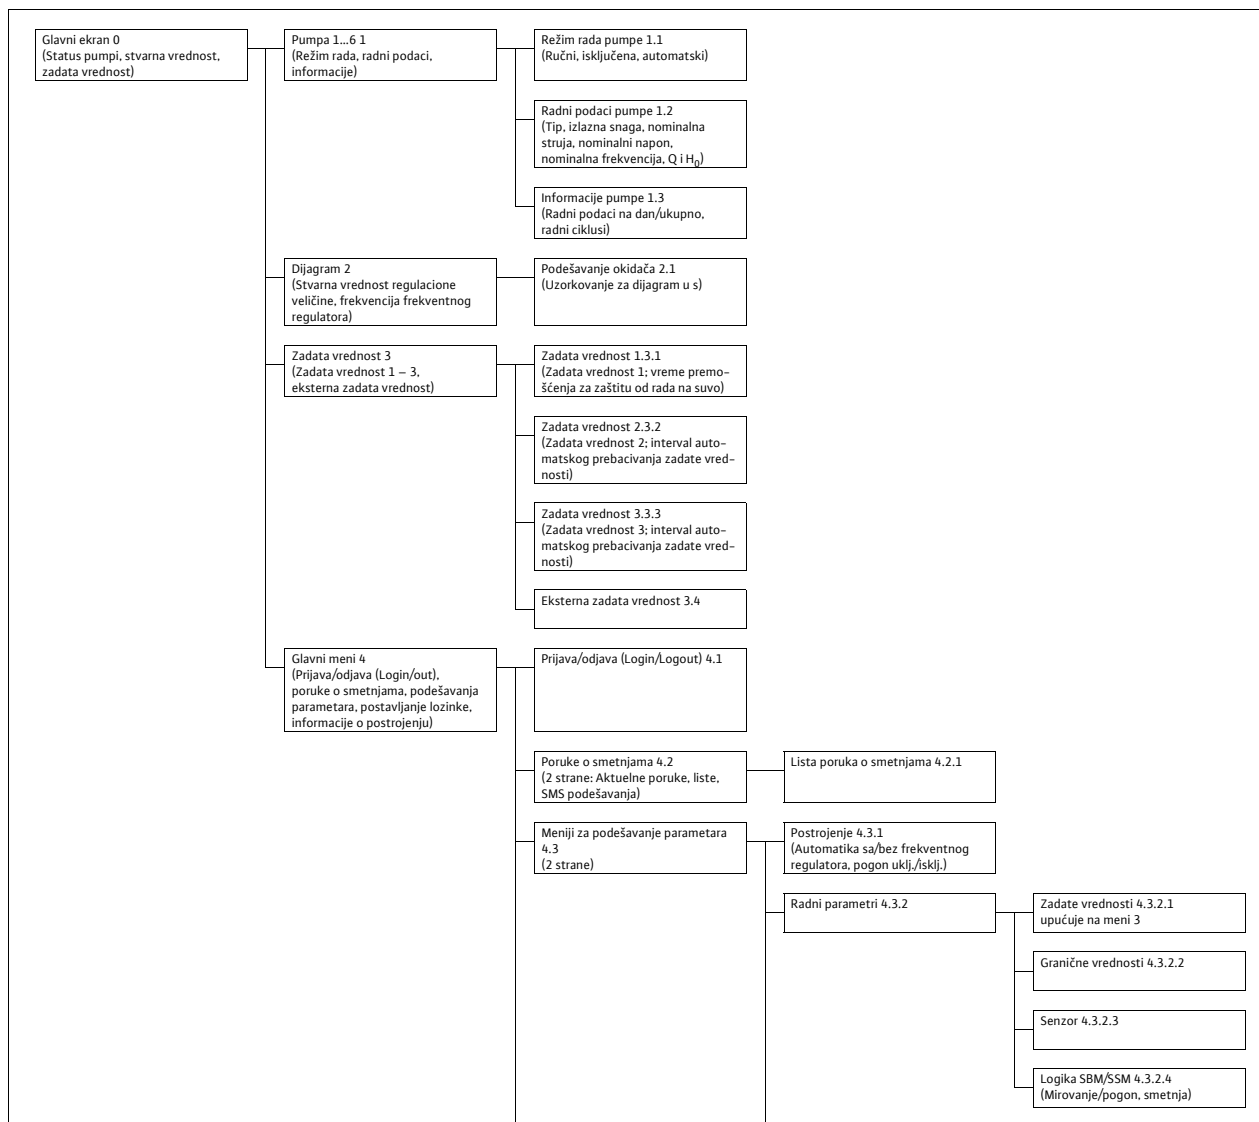 Glavni ekran 0
(Status pumpi, stvarna vrednost,
zadata vrednost)
Pumpa 1...6 1
(Režim rada, radni podaci,
informacije)
Režim rada pumpe 1.1
(Ručni, isključena, automatski)
Radni podaci pumpe 1.2
(Tip, izlazna snaga, nominalna
struja, nominalni napon,
nominalna frekvencija, Q i H0)
Informacije pumpe 1.3
(Radni podaci na dan/ukupno,
radni ciklusi)
Dijagram 2
(Stvarna vrednost regulacione
veličine, frekvencija frekventnog
regulatora)
Podešavanje okidača 2.1
(Uzorkovanje za dijagram u s)
Zadata vrednost 3
(Zadata vrednost 1 – 3,
eksterna zadata vrednost)
Zadata vrednost 1.3.1
(Zadata vrednost 1; vreme premo-
šćenja za zaštitu od rada na suvo)
Zadata vrednost 2.3.2
(Zadata vrednost 2; interval auto-
matskog prebacivanja zadate vred-
nosti)
Zadata vrednost 3.3.3
(Zadata vrednost 3; interval auto-
matskog prebacivanja zadate vred-
nosti)
Eksterna zadata vrednost 3.4
Glavni meni 4
(Prijava/odjava (Login/out),
poruke o smetnjama, podešavanja
parametara, postavljanje lozinke,
informacije o postrojenju)
Prijava/odjava (Login/Logout) 4.1
Poruke o smetnjama 4.2
(2 strane: Aktuelne poruke, liste,
SMS podešavanja)
Lista poruka o smetnjama 4.2.1
Meniji za podešavanje parametara
4.3
(2 strane)
Postrojenje 4.3.1
(Automatika sa/bez frekventnog
regulatora, pogon uklj./isklj.)
Radni parametri 4.3.2
Zadate vrednosti 4.3.2.1
upućuje na meni 3
Granične vrednosti 4.3.2.2
Senzor 4.3.2.3
Logika SBM/SSM 4.3.2.4
(Mirovanje/pogon, smetnja)